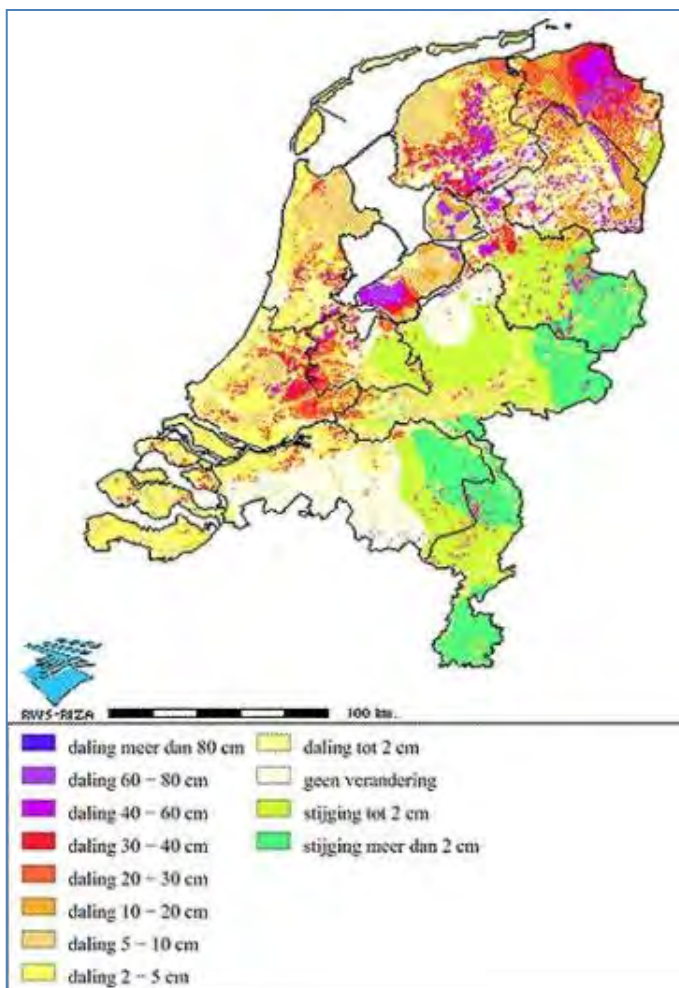 RWS-RIZA
100 km.
daling meer dan 80 cm
daling 60 – 80 cm
daling 40 – 60 cm
daling 30 – 40 cm
daling 20 – 30 cm
daling 10 – 20 cm
daling 5 – 10 cm
daling 2 – 5 cm
daling tot 2 cm
geen verandering
stijging tot 2 cm
stijging meer dan 2 cm